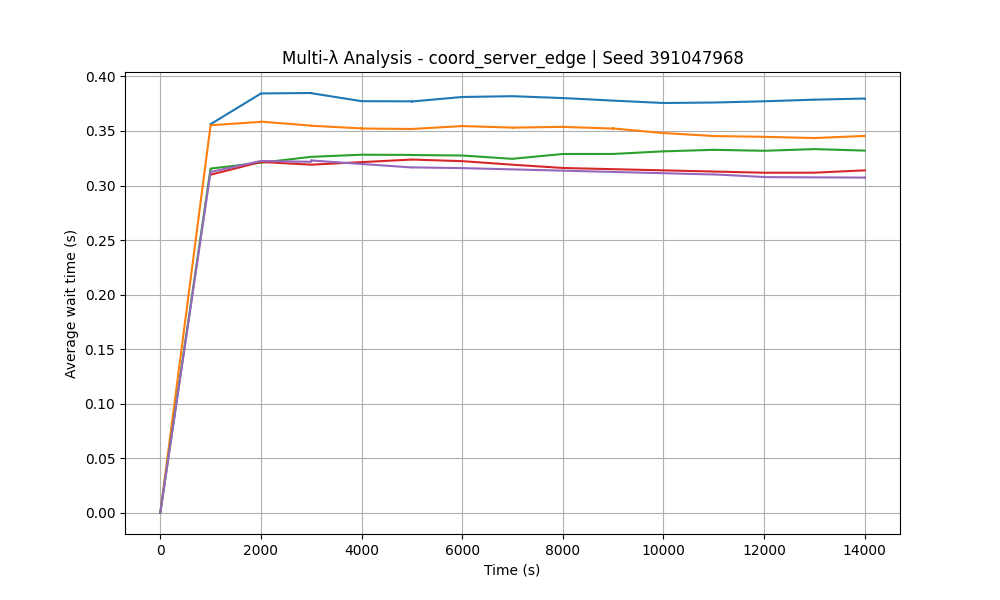 Multi-λ Analysis - coord_server_edge | Seed 391047968
0.40
0.35
0.30
0.25
0.20
0.15
0.10
0.05
0.00
Average wait time (s)
0 2000 4000 6000 8000 10000 12000 14000
Time (s)